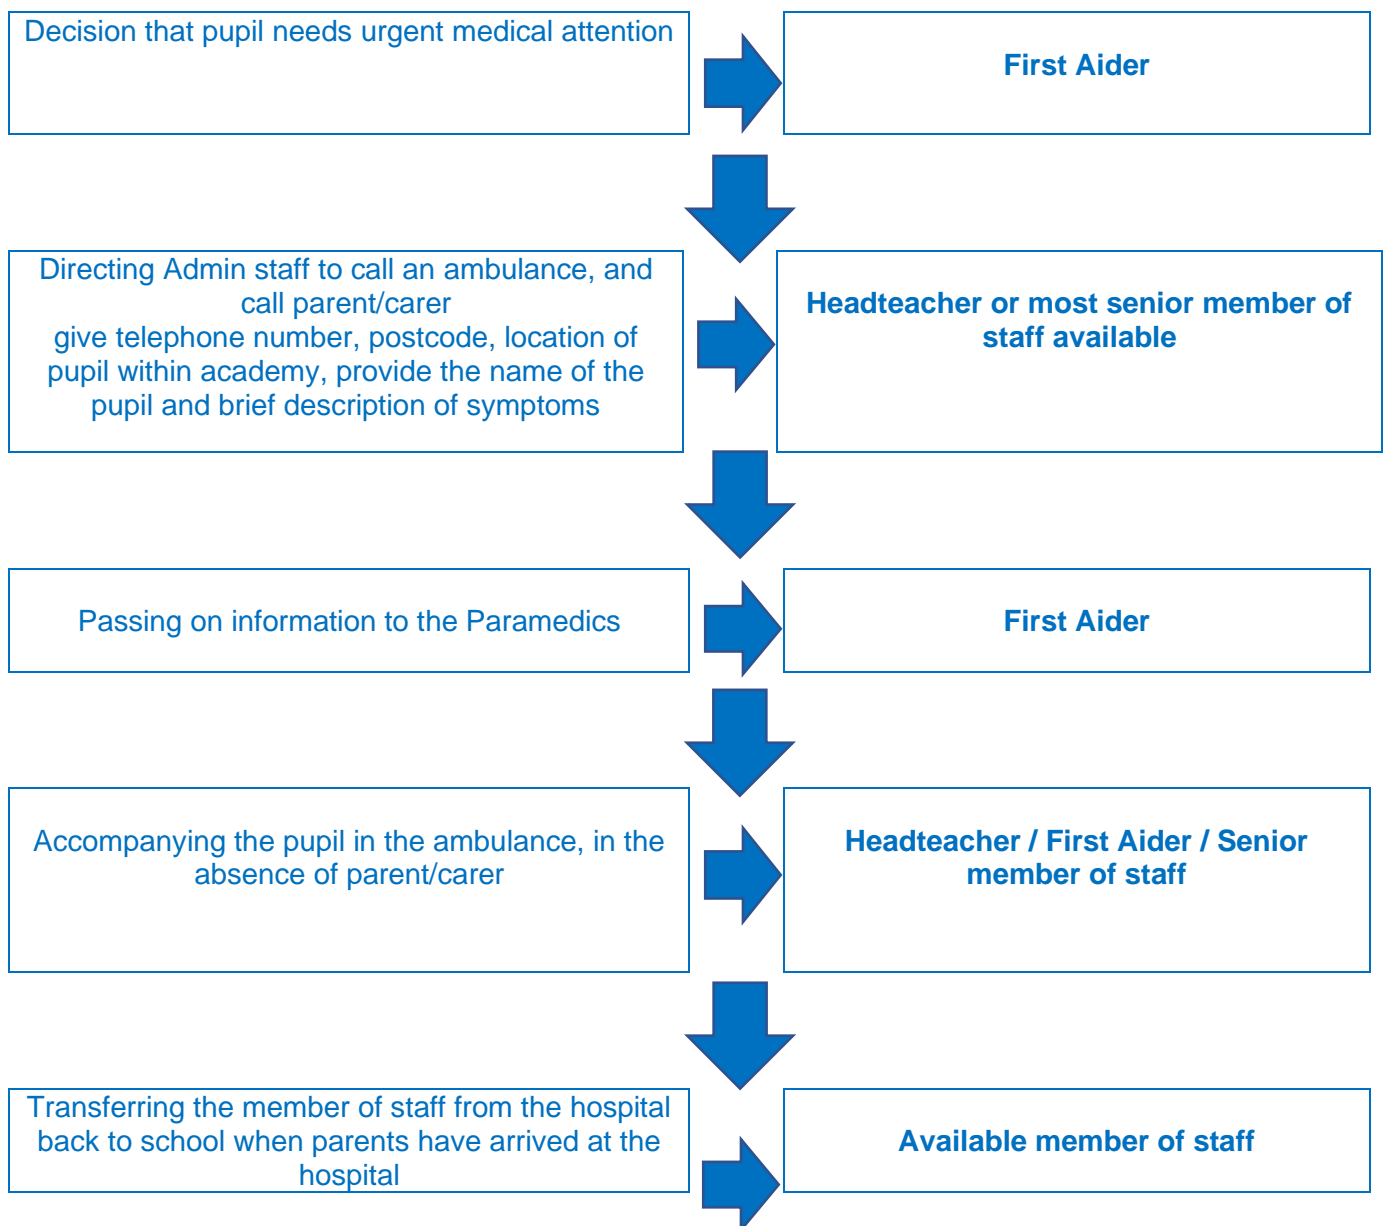 Decision that pupil needs urgent medical attention
First Aider
Directing Admin staff to call an ambulance, and
call parent/carer
give telephone number, postcode, location of
pupil within academy, provide the name of the
pupil and brief description of symptoms
Headteacher or most senior member of
staff available
Passing on information to the Paramedics
First Aider
Accompanying the pupil in the ambulance, in the
absence of parent/carer
Headteacher / First Aider / Senior
member of staff
Transferring the member of staff from the hospital
back to school when parents have arrived at the
hospital
Available member of staff